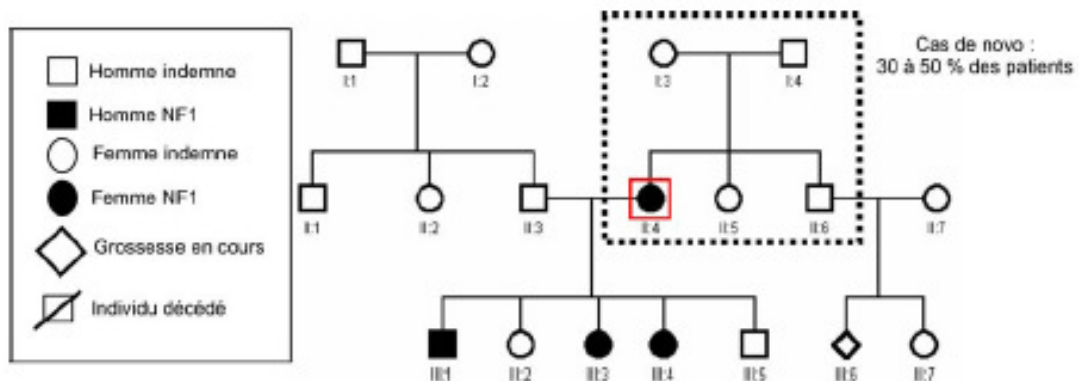 Homme indemne
Homme NF1
Femme indemne
Femme NF1
Grossesse en cours
Individu décédé
I:1
I:2
I:3
I:4
Cas de novo :
30 à 50 % des patients
II:1
II:2
II:3
II:4
II:5
II:6
II:7
III:1
III:2
III:3
III:4
III:5
III:6
III:7